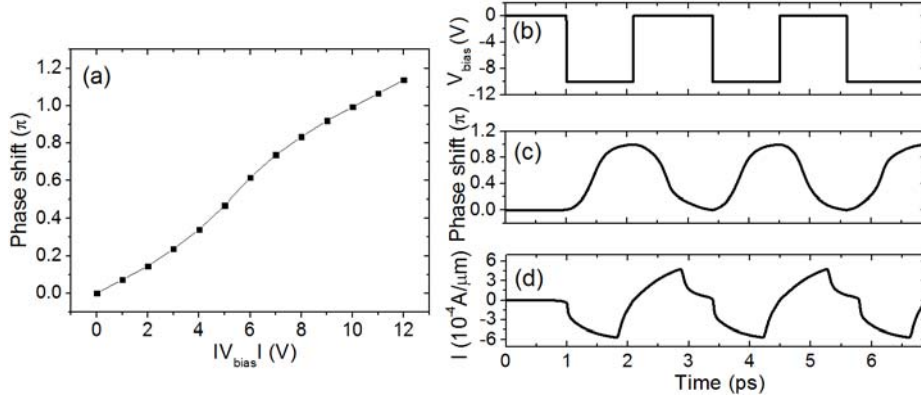 (a)
Phase shift (π)
1.2
1.0
0.8
0.6
0.4
0.2
0.0
0 2 4 6 8 10 12
|V_bias| (V)
(b)
V_bias (V)
0
-4
-8
-12
(c)
Phase shift (π)
1.2
0.8
0.4
0.0
(d)
I (10⁻⁴A/μm)
6
3
0
-3
-6
0 1 2 3 4 5 6
Time (ps)